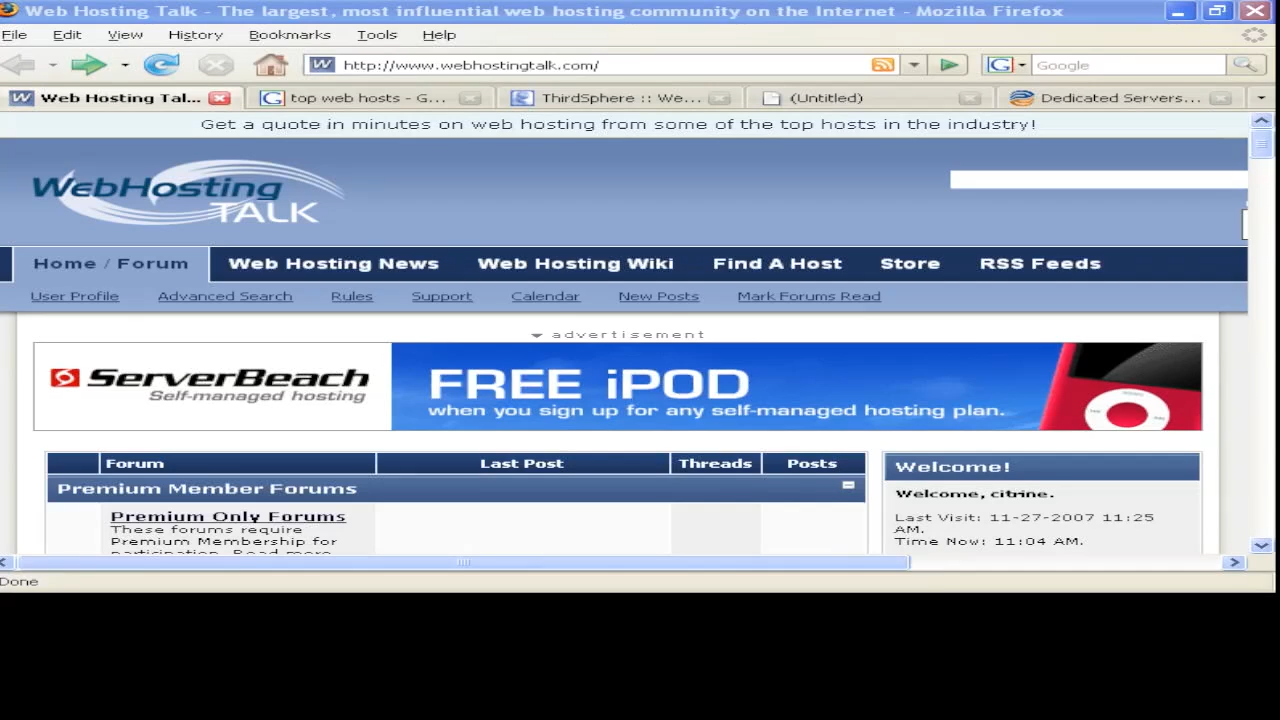 Web Hosting Talk - The largest, most influential web hosting community on the Internet - Mozilla Firefox
File Edit View History Bookmarks Tools Help
W http://www.webhostingtalk.com/ G Google
W Web Hosting Tal... G top web hosts - G... ThirdSphere :: We... (Untitled) Dedicated Servers...
Get a quote in minutes on web hosting from some of the top hosts in the industry!
WebHosting
TALK
Home / Forum Web Hosting News Web Hosting Wiki Find A Host Store RSS Feeds
User Profile Advanced Search Rules Support Calendar New Posts Mark Forums Read
advertisement
ServerBeach
Self-managed hosting
FREE iPOD
when you sign up for any self-managed hosting plan.
Forum Last Post Threads Posts
Premium Member Forums
Premium Only Forums
These forums require
Premium Membership for
participation. Read more
Welcome!
Welcome, citrine.
Last Visit: 11-27-2007 11:25
AM.
Time Now: 11:04 AM.
Done